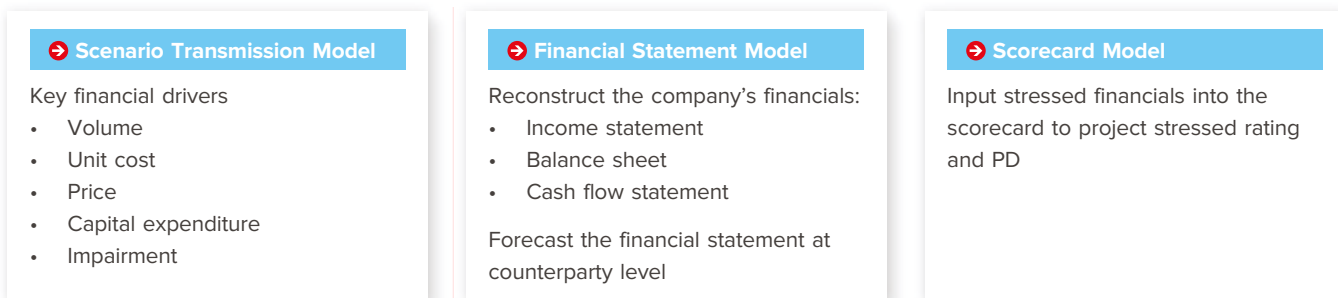 Scenario Transmission Model
Key financial drivers
• Volume
• Unit cost
• Price
• Capital expenditure
• Impairment
Financial Statement Model
Reconstruct the company’s financials:
• Income statement
• Balance sheet
• Cash flow statement
Forecast the financial statement at
counterparty level
Scorecard Model
Input stressed financials into the
scorecard to project stressed rating
and PD